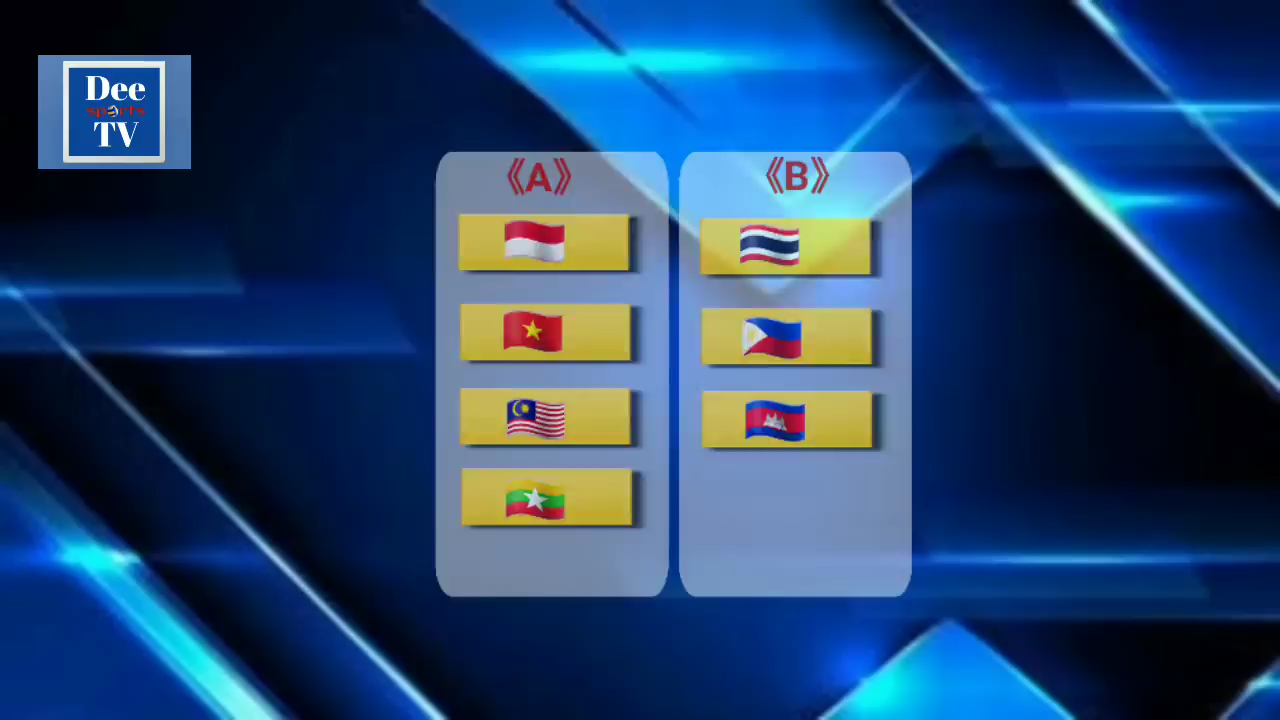 Dee
sports
TV
《A》
《B》